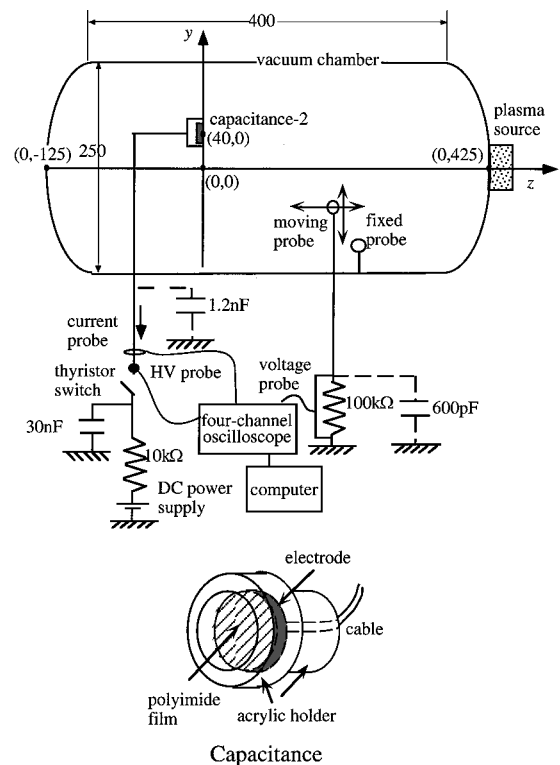 400
y
vacuum chamber
capacitance-2
plasma
source
(40,0)
(0,-125)
250
(0,425)
(0,0)
z
moving
probe
fixed
probe
1.2nF
current
probe
HV probe
voltage
probe
thyristor
switch
100kΩ
600pF
four-channel
oscilloscope
30nF
10kΩ
computer
DC power
supply
electrode
cable
polyimide
film
acrylic holder
Capacitance